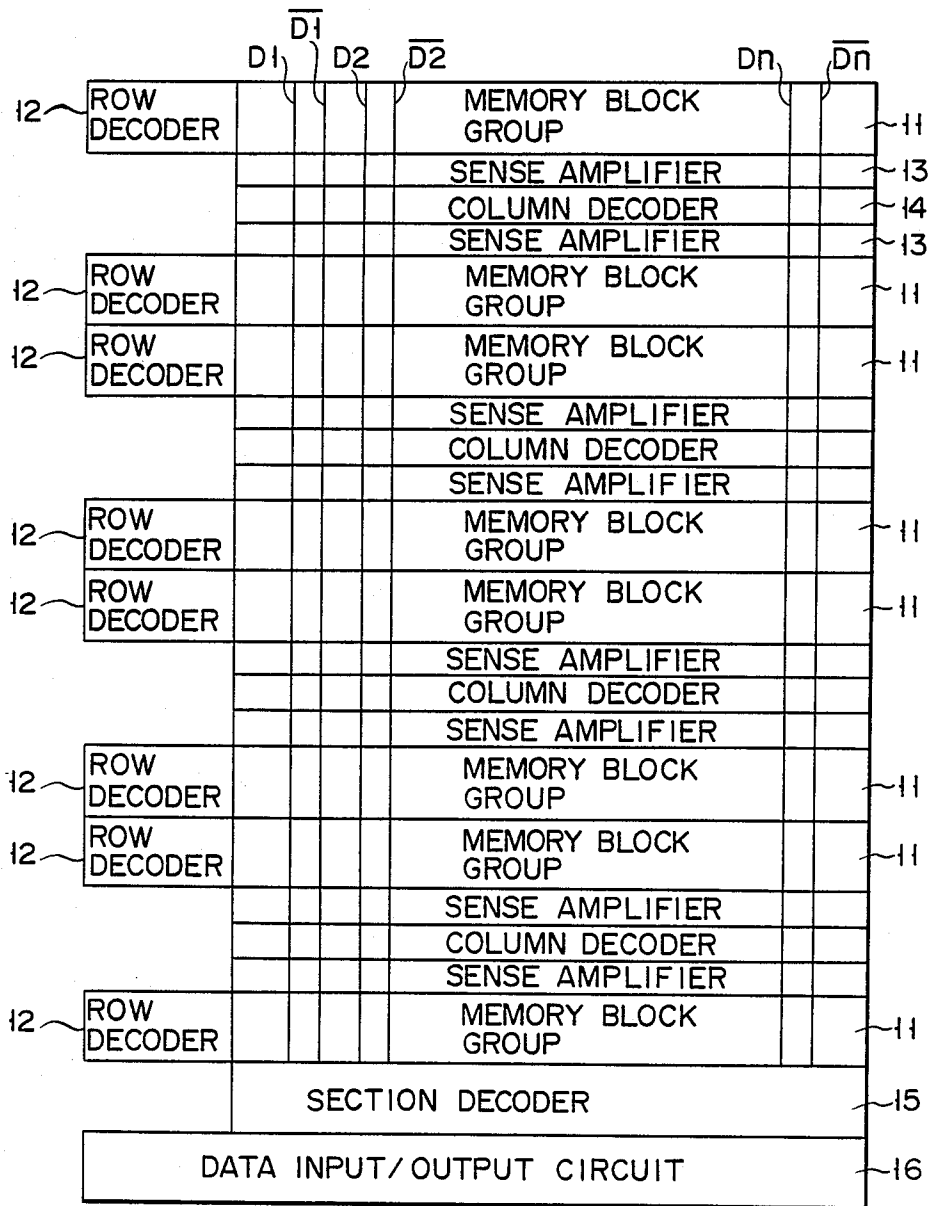 D1 D̅1̅ D2 D̅2̅ Dn D̅n̅
12 ROW DECODER MEMORY BLOCK GROUP 11
SENSE AMPLIFIER 13
COLUMN DECODER 14
SENSE AMPLIFIER 13
12 ROW DECODER MEMORY BLOCK GROUP 11
12 ROW DECODER MEMORY BLOCK GROUP 11
SENSE AMPLIFIER
COLUMN DECODER
SENSE AMPLIFIER
12 ROW DECODER MEMORY BLOCK GROUP 11
12 ROW DECODER MEMORY BLOCK GROUP 11
SENSE AMPLIFIER
COLUMN DECODER
SENSE AMPLIFIER
12 ROW DECODER MEMORY BLOCK GROUP 11
12 ROW DECODER MEMORY BLOCK GROUP 11
SENSE AMPLIFIER
COLUMN DECODER
SENSE AMPLIFIER
12 ROW DECODER MEMORY BLOCK GROUP 11
SECTION DECODER 15
DATA INPUT/OUTPUT CIRCUIT 16